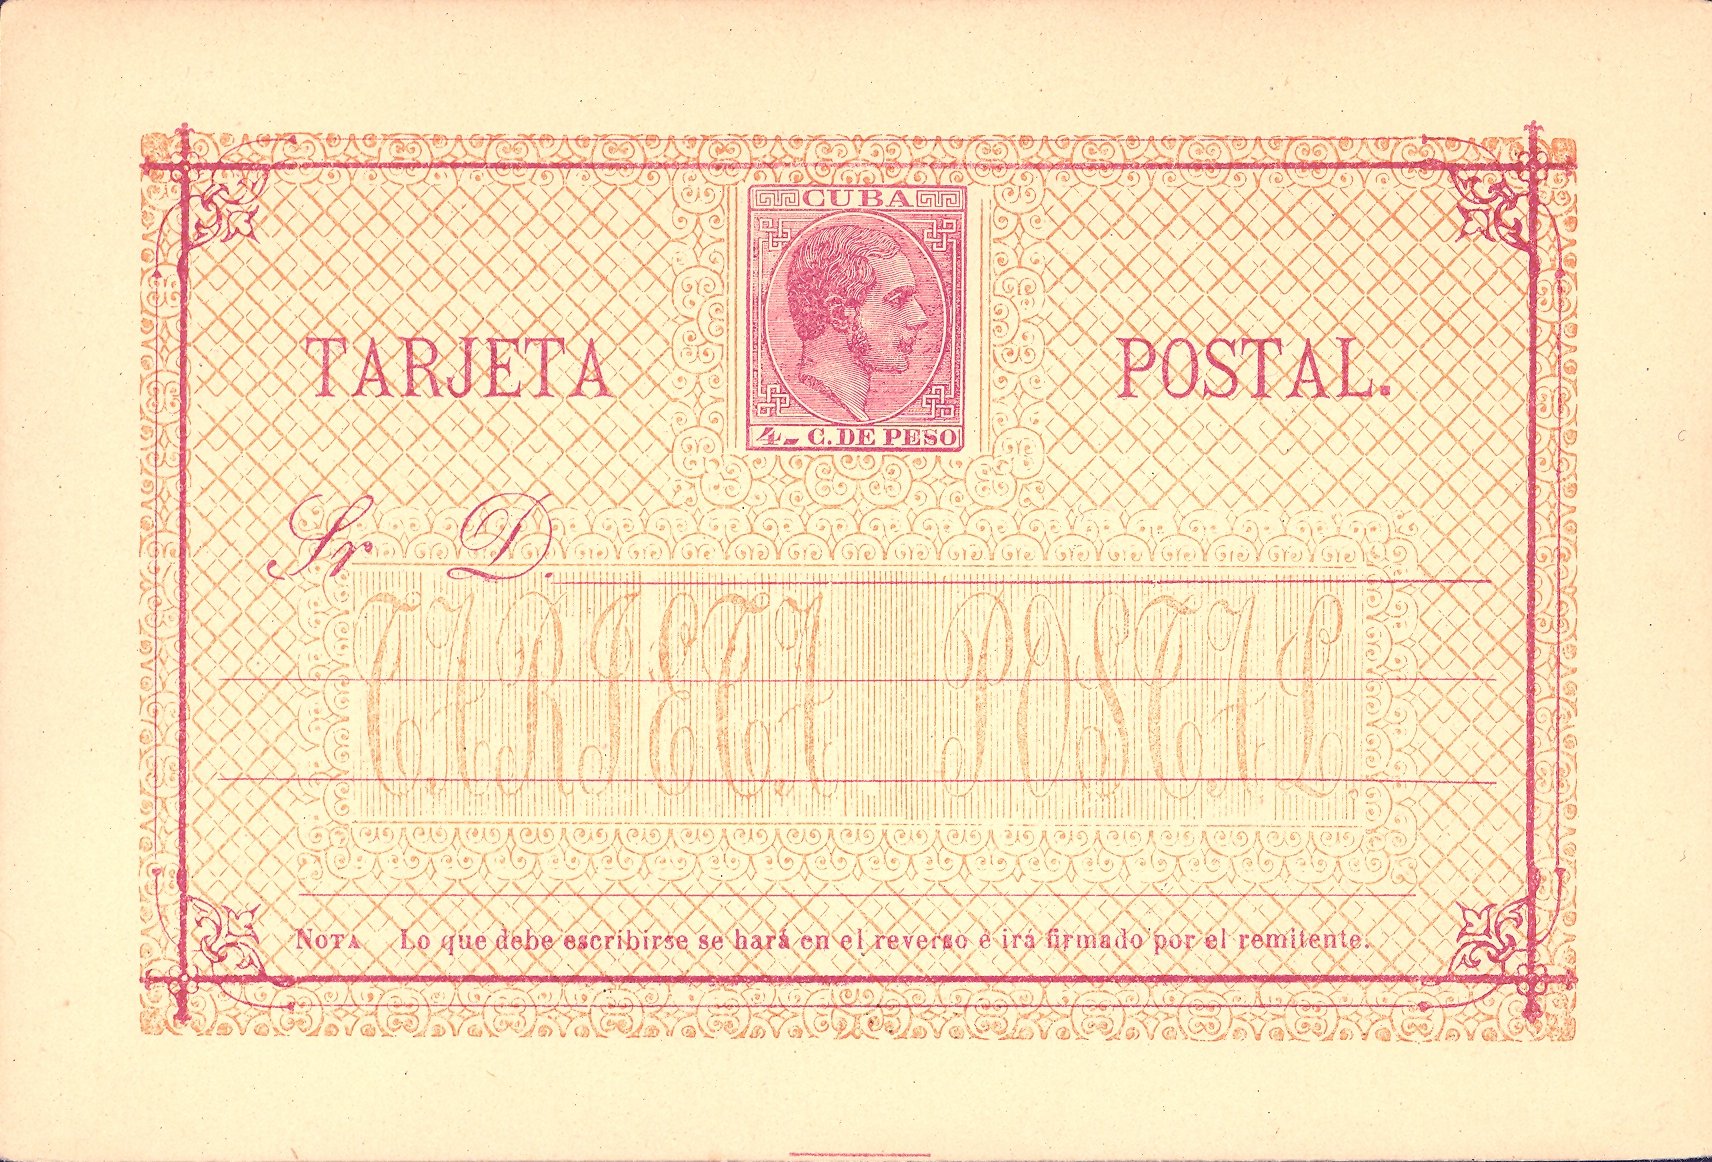 CUBA
TARJETA POSTAL.
4 C. DE PESO
Sr D.
TARJETA POSTAL
NOTA Lo que debe escribirse se hará en el reverso é irá firmado por el remitente.